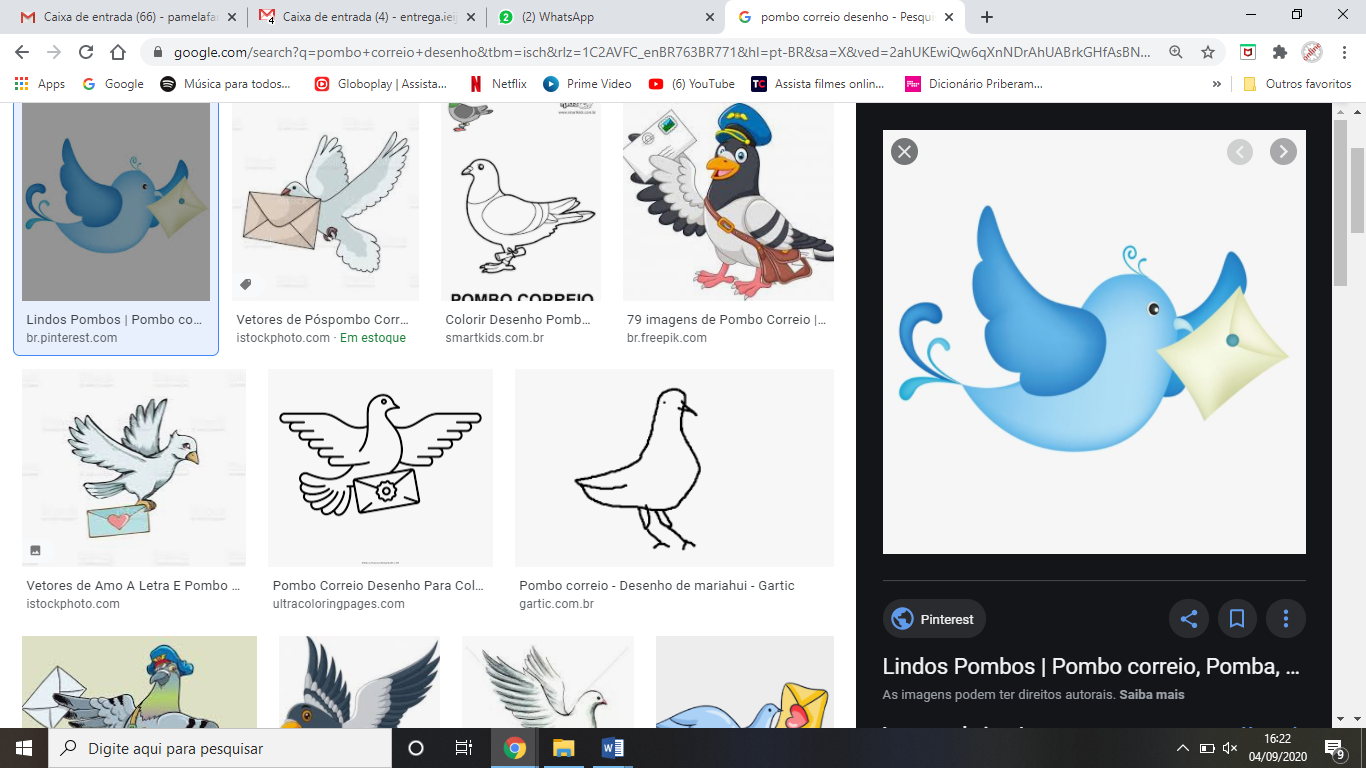 Caixa de entrada (66) - pamelafar
Caixa de entrada (4) - entrega.ieij
(2) WhatsApp
pombo correio desenho - Pesqui
google.com/search?q=pombo+correio+desenho&tbm=isch&rlz=1C2AVFC_enBR763BR771&hl=pt-BR&sa=X&ved=2ahUKEwiQw6qXnNDrAhUABrkGHfAsBN...
Apps
Google
Música para todos...
Globoplay | Assista...
Netflix
Prime Video
(6) YouTube
Assista filmes onlin...
Dicionário Priberam...
»
Outros favoritos
POMBO CORREIO
Lindos Pombos | Pombo co...
br.pinterest.com
Vetores de Póspombo Corr...
istockphoto.com · Em estoque
Colorir Desenho Pomb...
smartkids.com.br
79 imagens de Pombo Correio |...
br.freepik.com
Vetores de Amo A Letra E Pombo ...
istockphoto.com
Pombo Correio Desenho Para Col...
ultracoloringpages.com
Pombo correio - Desenho de mariahui - Gartic
gartic.com.br
Pinterest
Lindos Pombos | Pombo correio, Pomba, ...
As imagens podem ter direitos autorais. Saiba mais
Digite aqui para pesquisar
16:22
04/09/2020
9